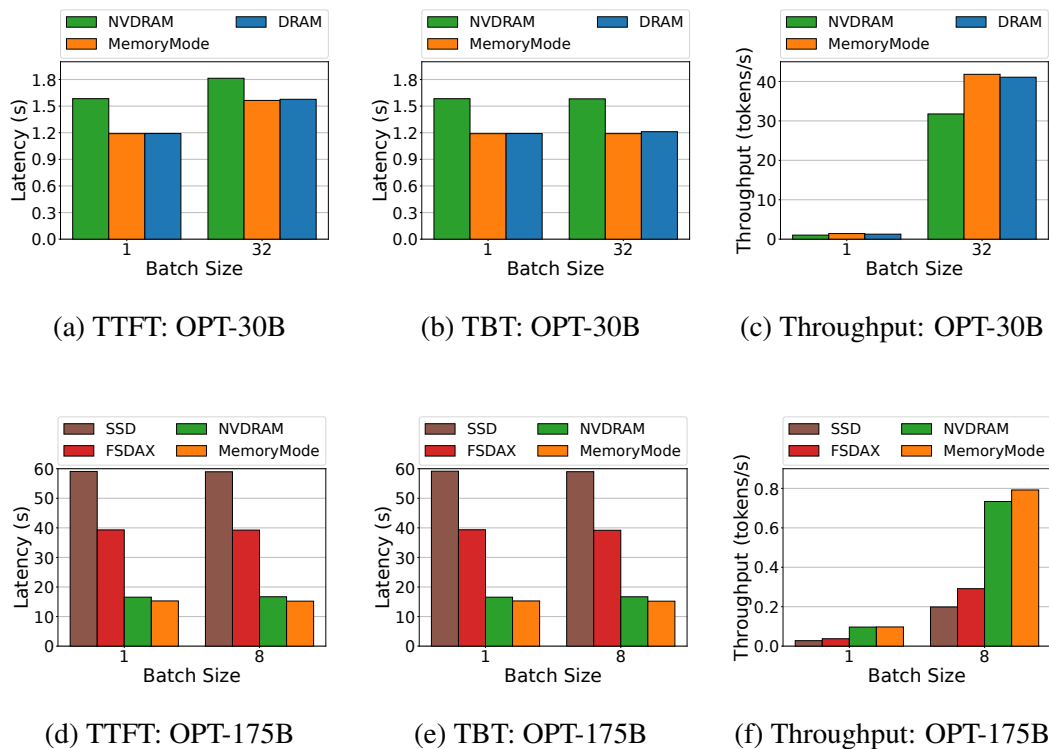 NVDRAM DRAM
MemoryMode
Latency (s)
1.8
1.5
1.2
0.9
0.6
0.3
0.0
1 32
Batch Size
(a) TTFT: OPT-30B
NVDRAM DRAM
MemoryMode
Latency (s)
1.8
1.5
1.2
0.9
0.6
0.3
0.0
1 32
Batch Size
(b) TBT: OPT-30B
NVDRAM DRAM
MemoryMode
Throughput (tokens/s)
40
30
20
10
0
1 32
Batch Size
(c) Throughput: OPT-30B
SSD NVDRAM
FSDAX MemoryMode
Latency (s)
60
50
40
30
20
10
0
1 8
Batch Size
(d) TTFT: OPT-175B
SSD NVDRAM
FSDAX MemoryMode
Latency (s)
60
50
40
30
20
10
0
1 8
Batch Size
(e) TBT: OPT-175B
SSD NVDRAM
FSDAX MemoryMode
Throughput (tokens/s)
0.8
0.6
0.4
0.2
0.0
1 8
Batch Size
(f) Throughput: OPT-175B